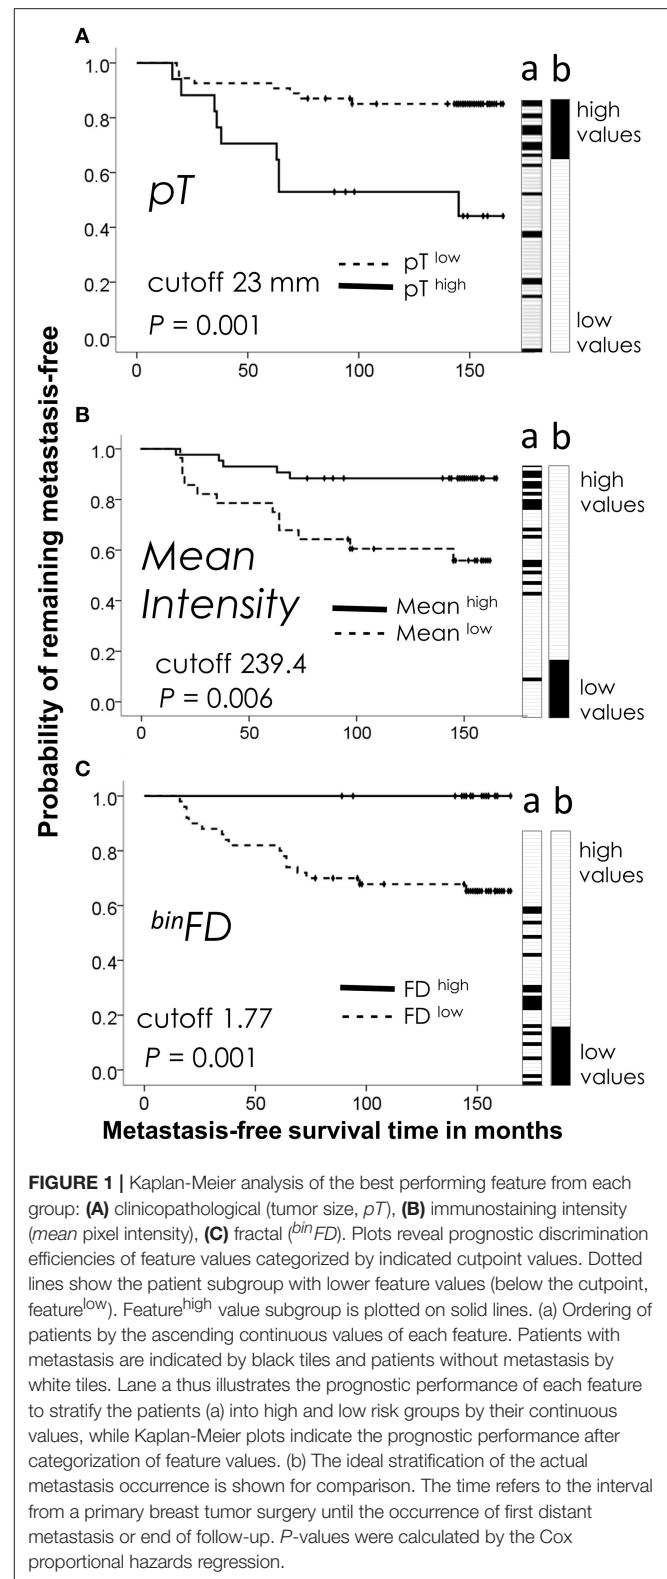 A
1.0
0.8
0.6
0.4
0.2
0.0
pT
cutoff 23 mm
P = 0.001
pT low
pT high
0 50 100 150
a b
high
values
low
values
B
1.0
0.8
0.6
0.4
0.2
0.0
Mean
Intensity
Mean high
Mean low
cutoff 239.4
P = 0.006
0 50 100 150
a b
high
values
low
values
C
1.0
0.8
0.6
0.4
0.2
0.0
binFD
FD high
FD low
cutoff 1.77
P = 0.001
0 50 100 150
a b
high
values
low
values
Probability of remaining metastasis-free
Metastasis-free survival time in months
FIGURE 1 | Kaplan-Meier analysis of the best performing feature from each
group: (A) clinicopathological (tumor size, pT), (B) immunostaining intensity
(mean pixel intensity), (C) fractal (binFD). Plots reveal prognostic discrimination
efficiencies of feature values categorized by indicated cutpoint values. Dotted
lines show the patient subgroup with lower feature values (below the cutpoint,
featurelow). Featurehigh value subgroup is plotted on solid lines. (a) Ordering of
patients by the ascending continuous values of each feature. Patients with
metastasis are indicated by black tiles and patients without metastasis by
white tiles. Lane a thus illustrates the prognostic performance of each feature
to stratify the patients (a) into high and low risk groups by their continuous
values, while Kaplan-Meier plots indicate the prognostic performance after
categorization of feature values. (b) The ideal stratification of the actual
metastasis occurrence is shown for comparison. The time refers to the interval
from a primary breast tumor surgery until the occurrence of first distant
metastasis or end of follow-up. P-values were calculated by the Cox
proportional hazards regression.